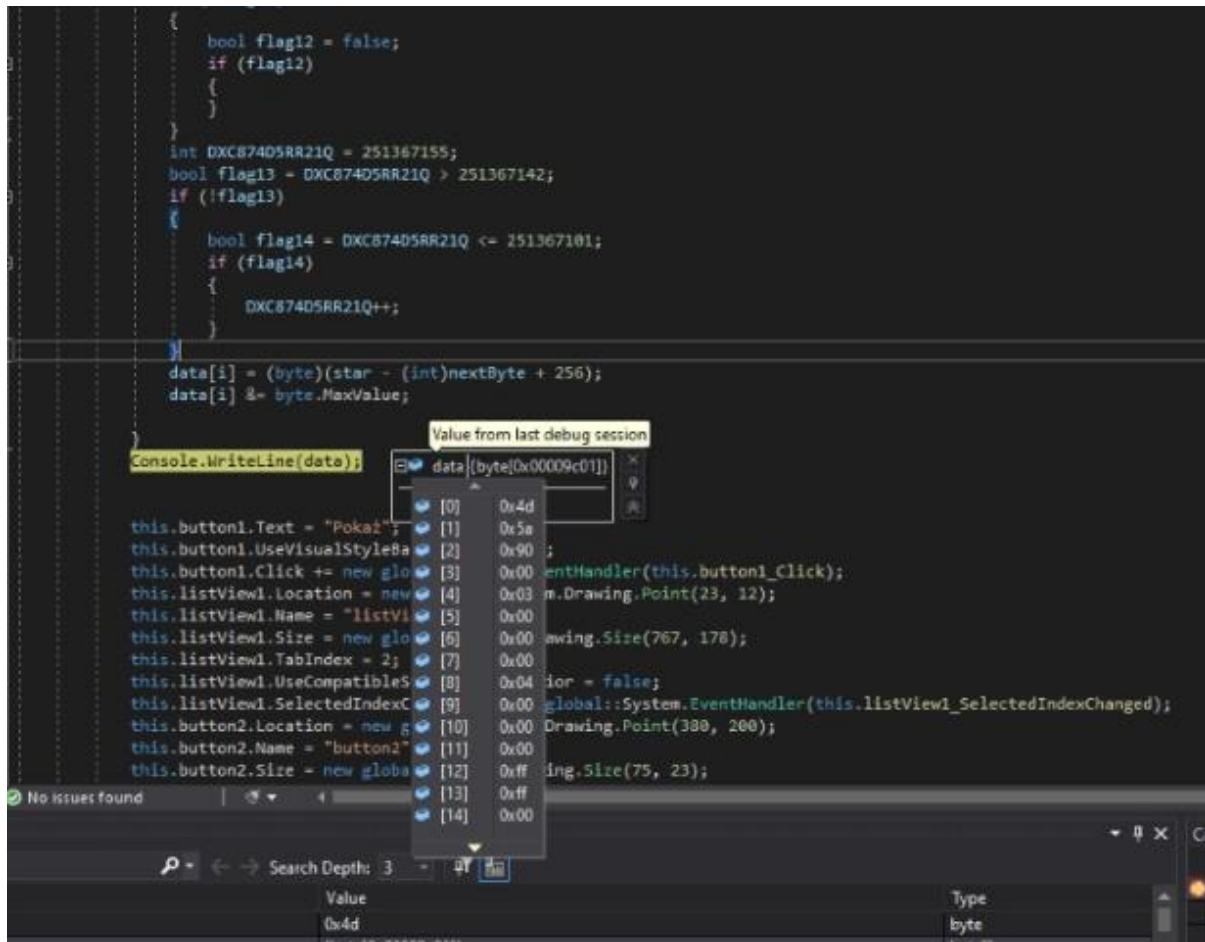 {
bool flag12 = false;
if (flag12)
{
}
}
int DXC874D5RR21Q = 251367155;
bool flag13 = DXC874D5RR21Q > 251367142;
if (!flag13)
{
bool flag14 = DXC874D5RR21Q <= 251367101;
if (flag14)
{
DXC874D5RR21Q++;
}
}
data[i] = (byte)(star - (int)nextByte + 256);
data[i] &= byte.MaxValue;
}
Value from last debug session
Console.WriteLine(data);
data {byte[0x00009c01]}
[0] 0x4d
this.button1.Text = "Pokaż"; [1] 0x5a
this.button1.UseVisualStyleBa [2] 0x90 ;
this.button1.Click += new glo [3] 0x00 entHandler(this.button1_Click);
this.listView1.Location = new [4] 0x03 m.Drawing.Point(23, 12);
this.listView1.Name = "listVi [5] 0x00
this.listView1.Size = new glo [6] 0x00 awing.Size(767, 178);
this.listView1.TabIndex = 2; [7] 0x00
this.listView1.UseCompatibleS [8] 0x04 ior = false;
this.listView1.SelectedIndexC [9] 0x00 global::System.EventHandler(this.listView1_SelectedIndexChanged);
this.button2.Location = new g [10] 0x00 Drawing.Point(380, 200);
this.button2.Name = "button2" [11] 0x00
this.button2.Size = new globa [12] 0xff ing.Size(75, 23);
No issues found [13] 0xff
[14] 0x00
Search Depth: 3
Value Type
0x4d byte